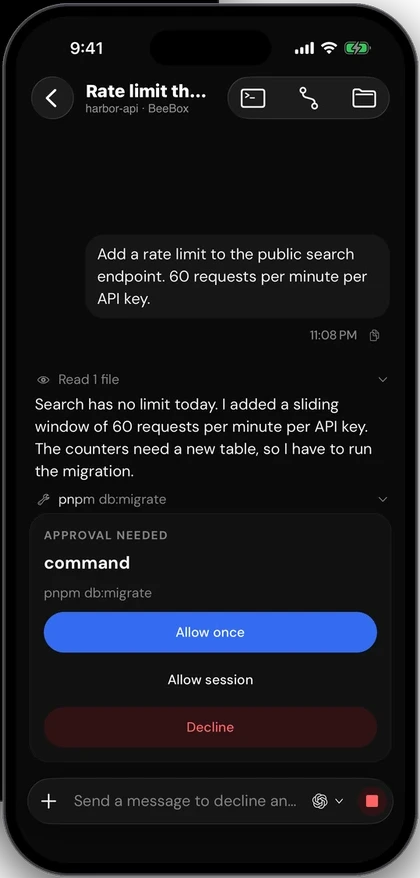 9:41
Rate limit th...
harbor-api · BeeBox
Add a rate limit to the public search
endpoint. 60 requests per minute per
API key.
11:08 PM
Read 1 file
Search has no limit today. I added a sliding
window of 60 requests per minute per API key.
The counters need a new table, so I have to run
the migration.
pnpm db:migrate
APPROVAL NEEDED
command
pnpm db:migrate
Allow once
Allow session
Decline
Send a message to decline an...